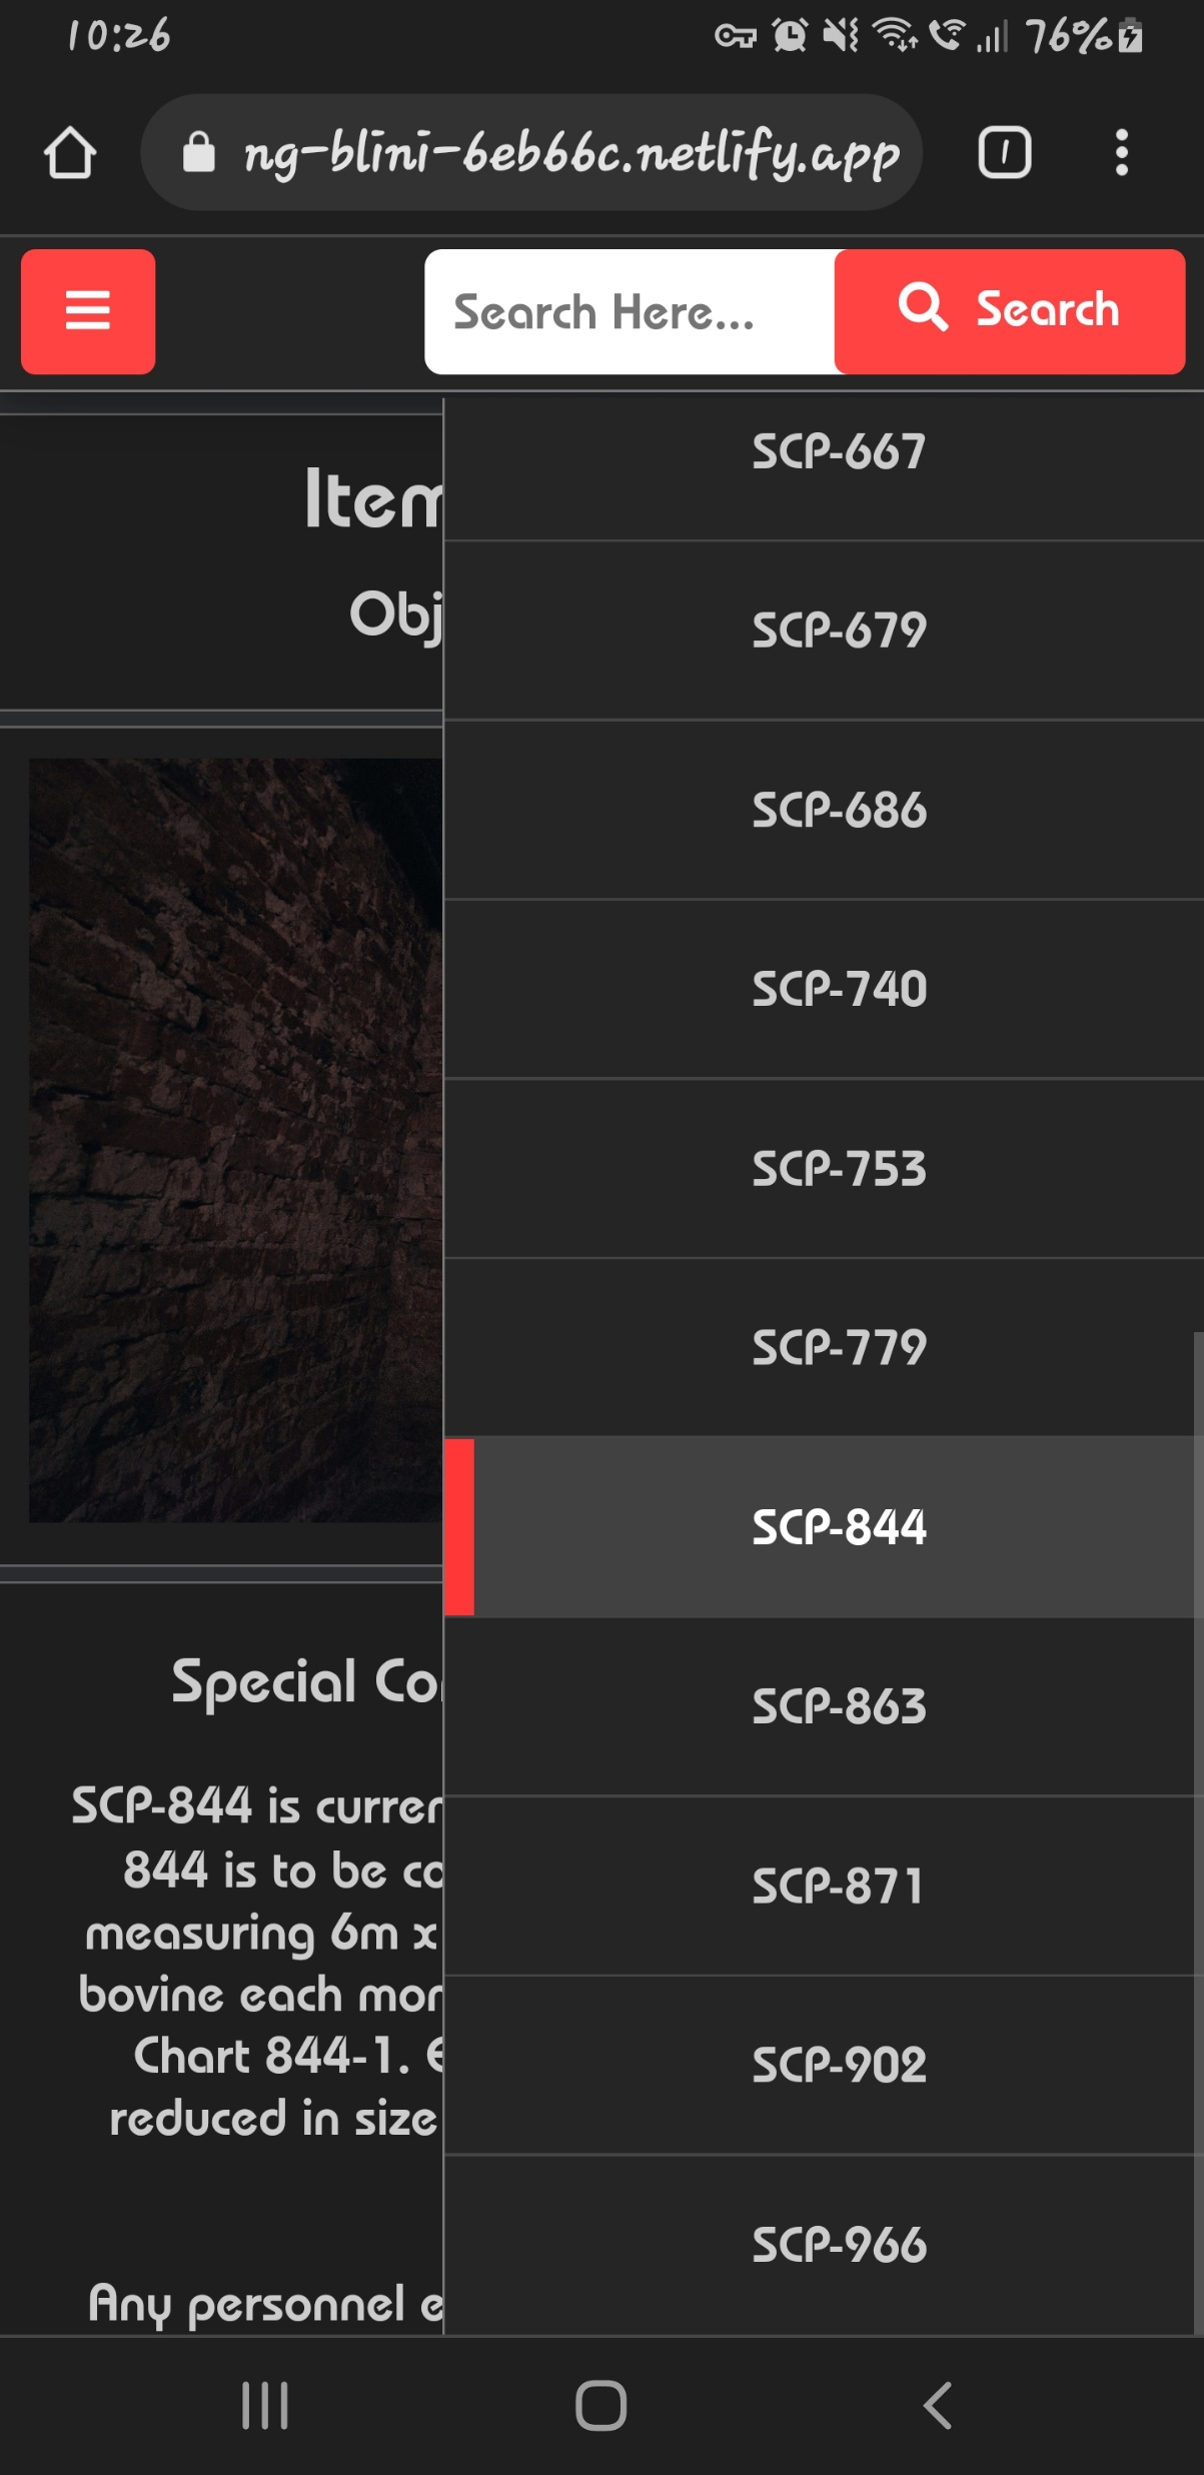 10:26
76%
ng-blini-6eb66c.netlify.app
1
Search Here...
Search
Item
Obj
Special Co
SCP-844 is curren
844 is to be co
measuring 6m x
bovine each mon
Chart 844-1.
reduced in size
Any personnel e
SCP-667
SCP-679
SCP-686
SCP-740
SCP-753
SCP-779
SCP-844
SCP-863
SCP-871
SCP-902
SCP-966